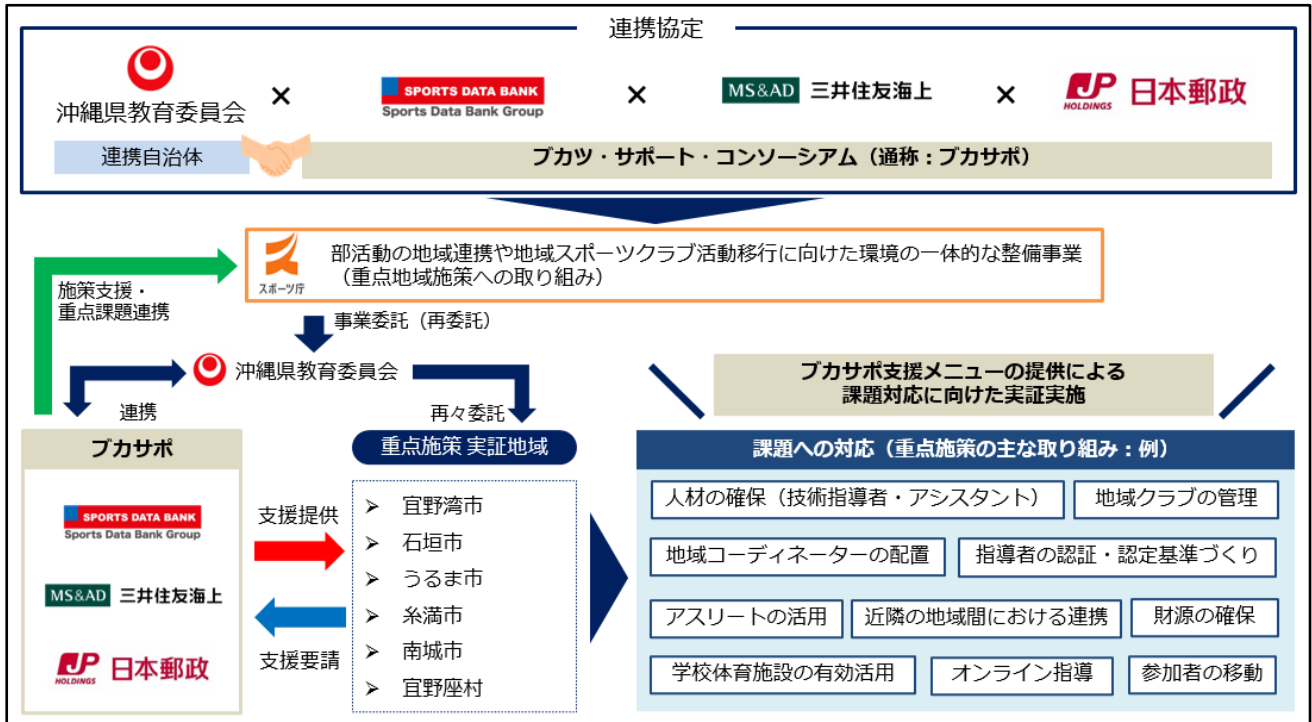 連携協定
沖縄県教育委員会
×
SPORTS DATA BANK
Sports Data Bank Group
×
MS&AD 三井住友海上
×
JP
HOLDINGS
日本郵政
連携自治体
ブカツ・サポート・コンソーシアム（通称：ブカサポ）
スポーツ庁
部活動の地域連携や地域スポーツクラブ活動移行に向けた環境の一体的な整備事業
（重点地域施策への取り組み）
施策支援・
重点課題連携
事業委託（再委託）
沖縄県教育委員会
連携
再々委託
ブカサポ
SPORTS DATA BANK
Sports Data Bank Group
MS&AD 三井住友海上
JP
HOLDINGS
日本郵政
支援提供
支援要請
重点施策 実証地域
➢ 宜野湾市
➢ 石垣市
➢ うるま市
➢ 糸満市
➢ 南城市
➢ 宜野座村
ブカサポ支援メニューの提供による
課題対応に向けた実証実施
課題への対応（重点施策の主な取り組み：例）
人材の確保（技術指導者・アシスタント）
地域クラブの管理
地域コーディネーターの配置
指導者の認証・認定基準づくり
アスリートの活用
近隣の地域間における連携
財源の確保
学校体育施設の有効活用
オンライン指導
参加者の移動